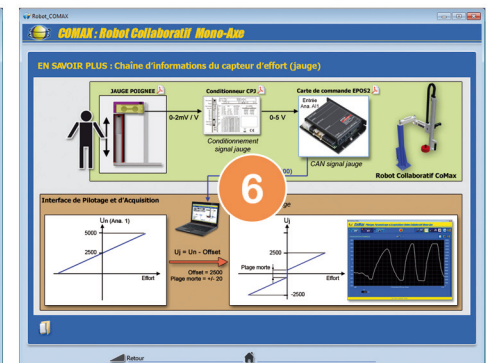 Robot_COMAX
COMAX : Robot Collaboratif Mono-Axe
EN SAVOIR PLUS : Chaîne d'informations du capteur d'effort (jauge)
JAUGE POIGNEE
Conditionneur CPJ
Carte de commande EPOS2
0-2mV / V
0-5 V
Entrée
Ana. AI1
Conditionnement
signal jauge
CAN signal jauge
Robot Collaboratif CoMax
6
Interface de Pilotage et d'Acquisition
Un (Ana. 1)
5000
2500
Effort
Uj = Un - Offset
Offset = 2500
Plage morte = +/- 20
Uj
2500
Plage morte
Effort
-2500
Retour